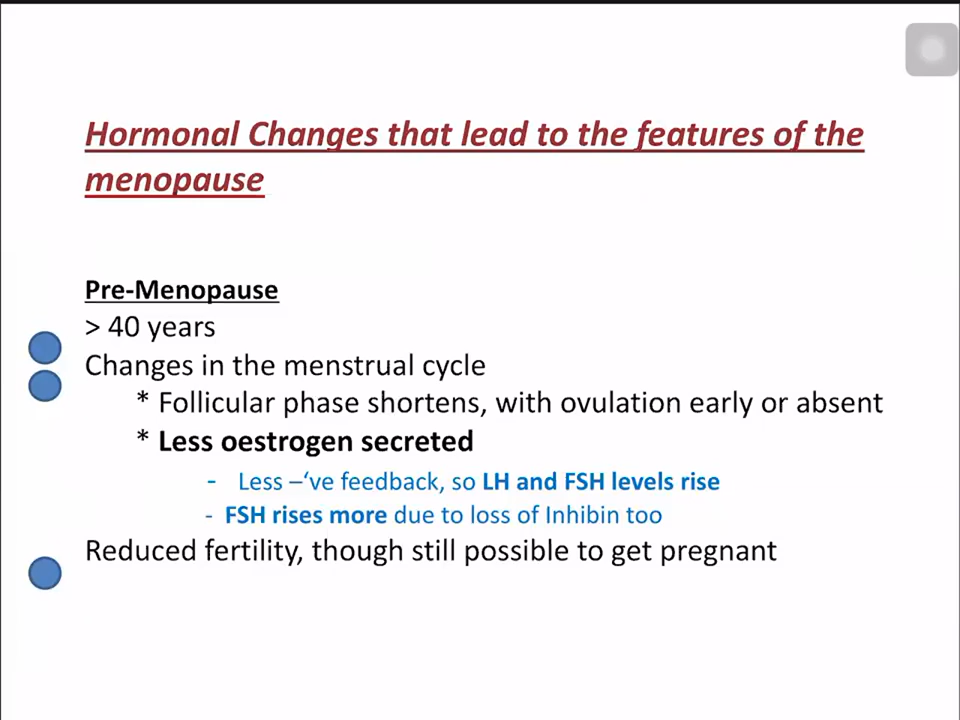 Hormonal Changes that lead to the features of the
menopause
Pre-Menopause
> 40 years
Changes in the menstrual cycle
* Follicular phase shortens, with ovulation early or absent
* Less oestrogen secreted
- Less –‘ve feedback, so LH and FSH levels rise
- FSH rises more due to loss of Inhibin too
Reduced fertility, though still possible to get pregnant